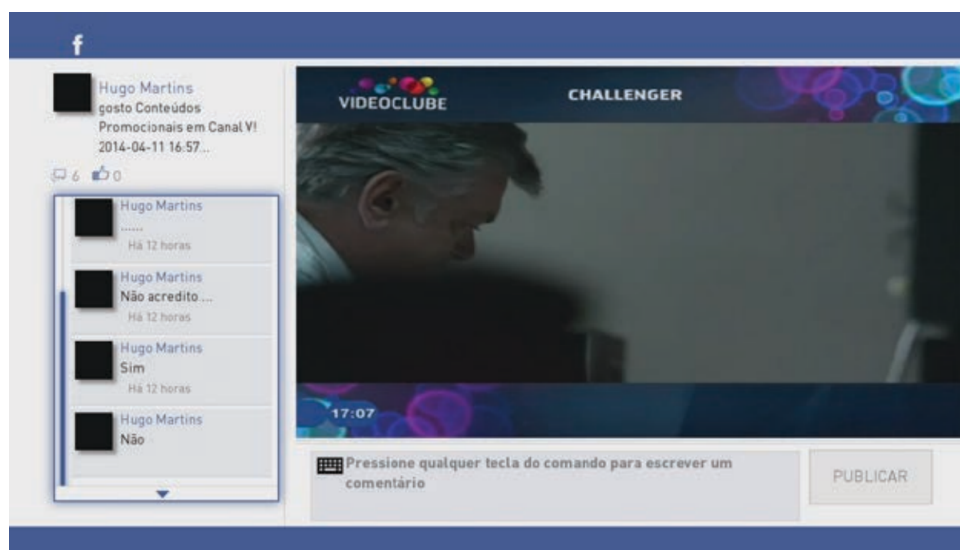 f
Hugo Martins
gosto Conteúdos
Promocionais em Canal V!
2014-04-11 16:57...
6 0
Hugo Martins
......
Há 12 horas
Hugo Martins
Não acredito ...
Há 12 horas
Hugo Martins
Sim
Há 12 horas
Hugo Martins
Não
VIDEOCLUBE
CHALLENGER
17:07
Pressione qualquer tecla do comando para escrever um
comentário
PUBLICAR